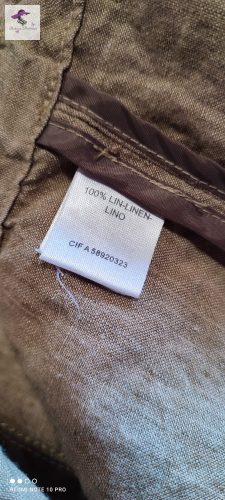 100% LIN-LINEN-
LINO
CIF A 58920323
REDMI NOTE 10 PRO